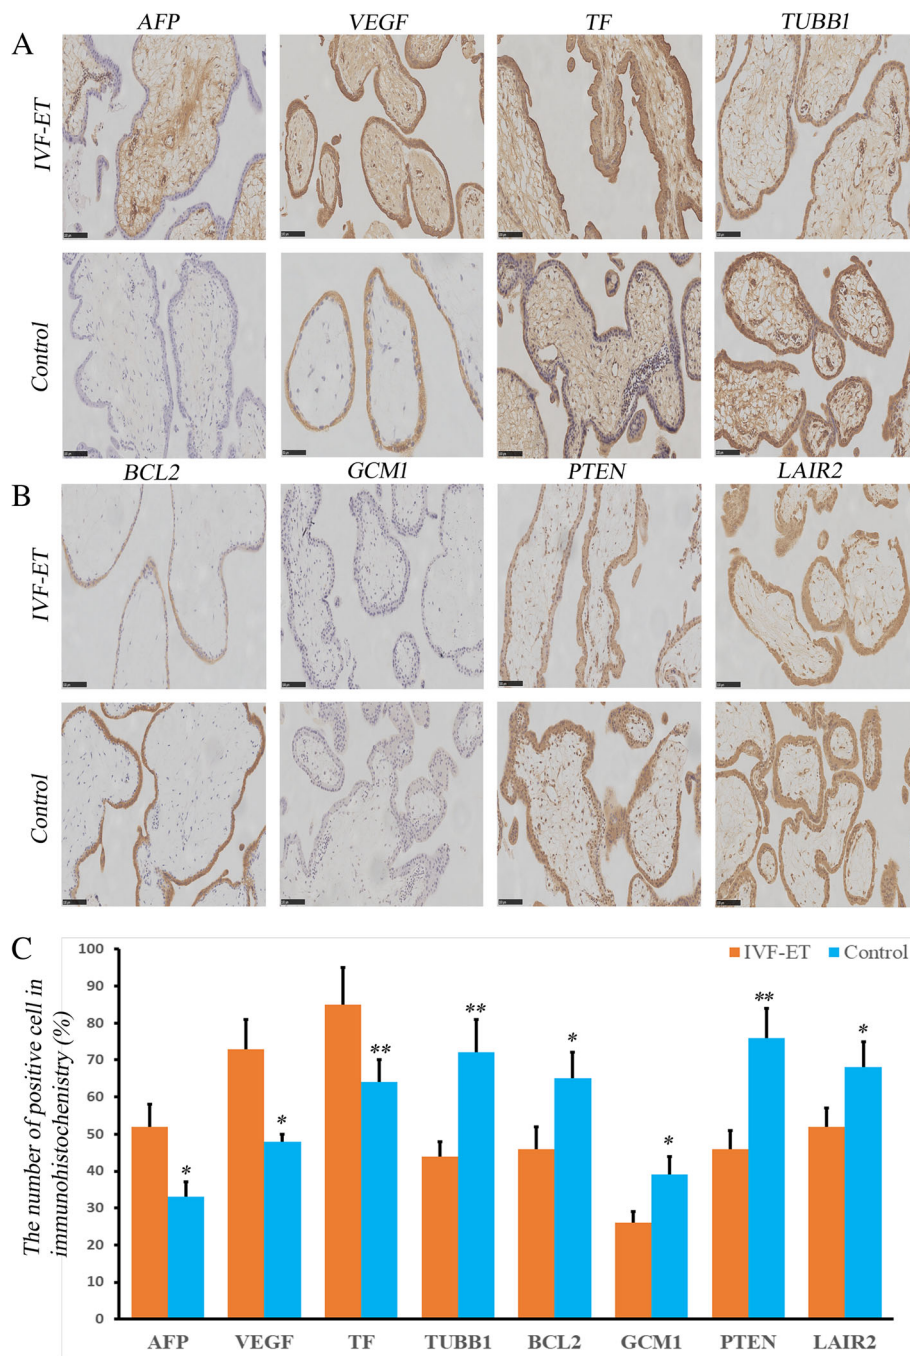 AFP VEGF TF TUBB1
A
IVF-ET
Control
BCL2 GCM1 PTEN LAIR2
B
IVF-ET
Control
C
IVF-ET Control
The number of positive cell in
immunohistochenistry (%)
100
90
80
70
60
50
40
30
20
10
0
* * ** ** * * ** *
AFP VEGF TF TUBB1 BCL2 GCM1 PTEN LAIR2